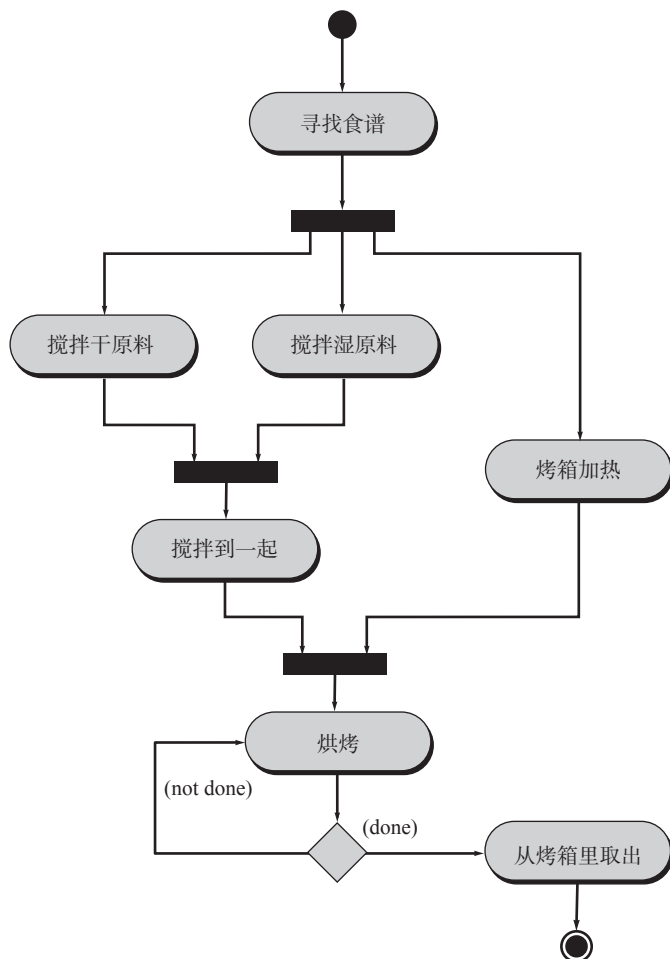 寻找食谱
搅拌干原料
搅拌湿原料
烤箱加热
搅拌到一起
烘烤
(not done)
(done)
从烤箱里取出